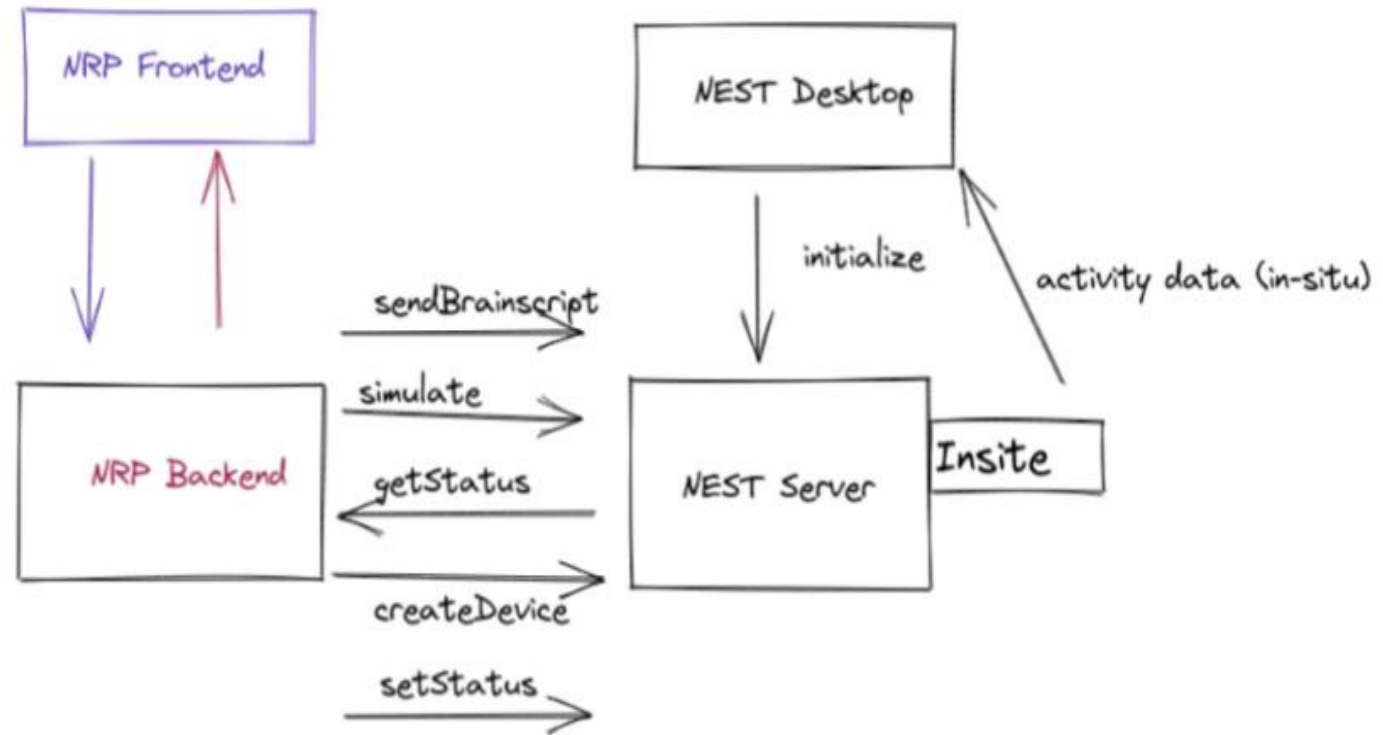 NRP Frontend
NEST Desktop
initialize
activity data (in-situ)
sendBrainscript
simulate
NRP Backend
getStatus
NEST Server
Insite
createDevice
setStatus